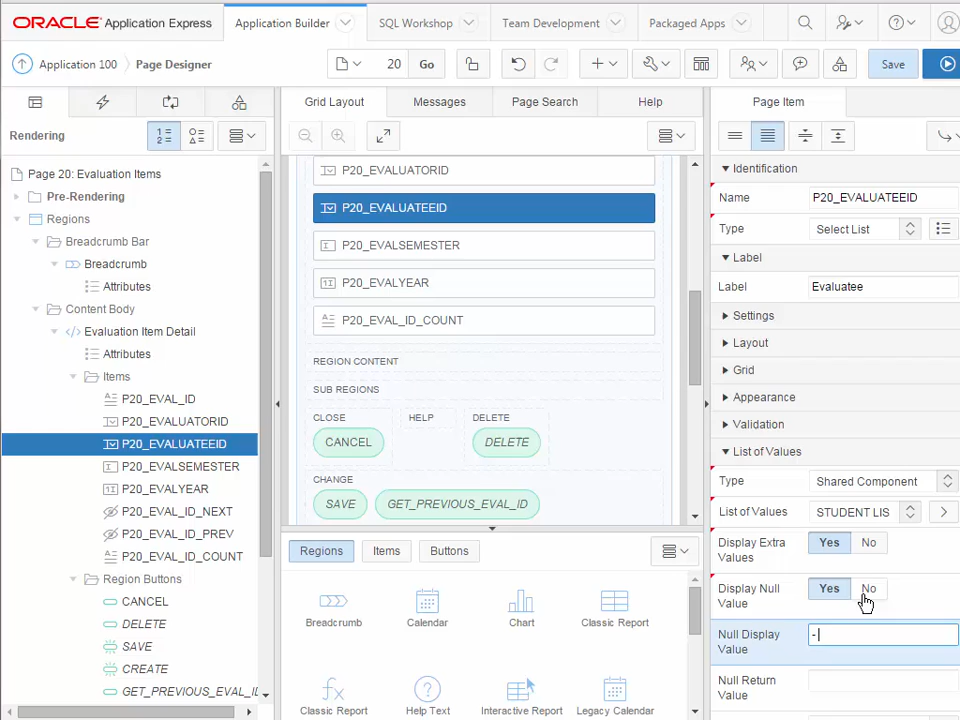 ORACLE Application Express
Application Builder
SQL Workshop
Team Development
Packaged Apps
Application 100
Page Designer
20
Go
Save
Grid Layout
Messages
Page Search
Help
Page Item
Rendering
Page 20: Evaluation Items
Pre-Rendering
Regions
Breadcrumb Bar
Breadcrumb
Attributes
Content Body
Evaluation Item Detail
Attributes
Items
P20_EVAL_ID
P20_EVALUATORID
P20_EVALUATEEID
P20_EVALSEMESTER
P20_EVALYEAR
P20_EVAL_ID_NEXT
P20_EVAL_ID_PREV
P20_EVAL_ID_COUNT
Region Buttons
CANCEL
DELETE
SAVE
CREATE
GET_PREVIOUS_EVAL_ID
P20_EVALUATORID
P20_EVALUATEEID
P20_EVALSEMESTER
P20_EVALYEAR
P20_EVAL_ID_COUNT
REGION CONTENT
SUB REGIONS
CLOSE
HELP
DELETE
CANCEL
DELETE
CHANGE
SAVE
GET_PREVIOUS_EVAL_ID
Regions
Items
Buttons
Breadcrumb
Calendar
Chart
Classic Report
Classic Report
Help Text
Interactive Report
Legacy Calendar
Identification
Name
P20_EVALUATEEID
Type
Select List
Label
Label
Evaluatee
Settings
Layout
Grid
Appearance
Validation
List of Values
Type
Shared Component
List of Values
STUDENT LIS
Display Extra
Values
Yes
No
Display Null
Value
Yes
No
Null Display
Value
-
Null Return
Value